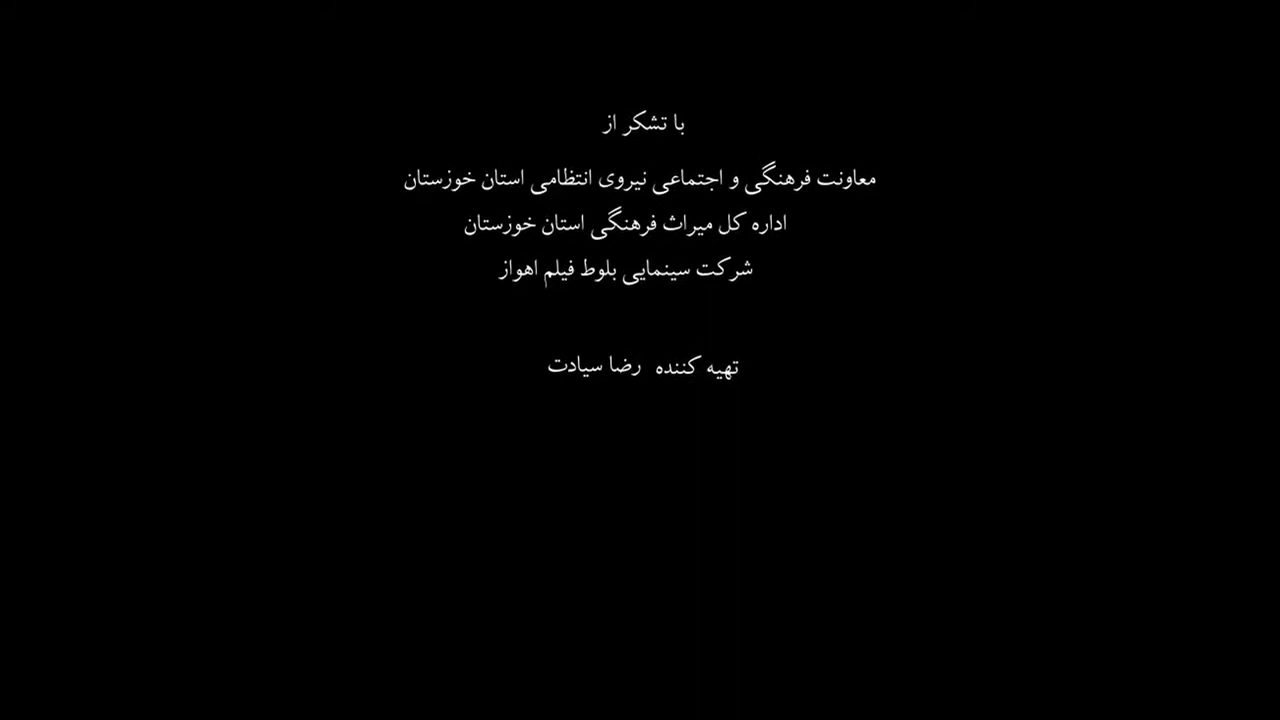 با تشکر از
معاونت فرهنگی و اجتماعی نیروی انتظامی استان خوزستان
اداره کل میراث فرهنگی استان خوزستان
شرکت سینمایی بلوط فیلم اهواز
تهیه کننده رضا سیادت